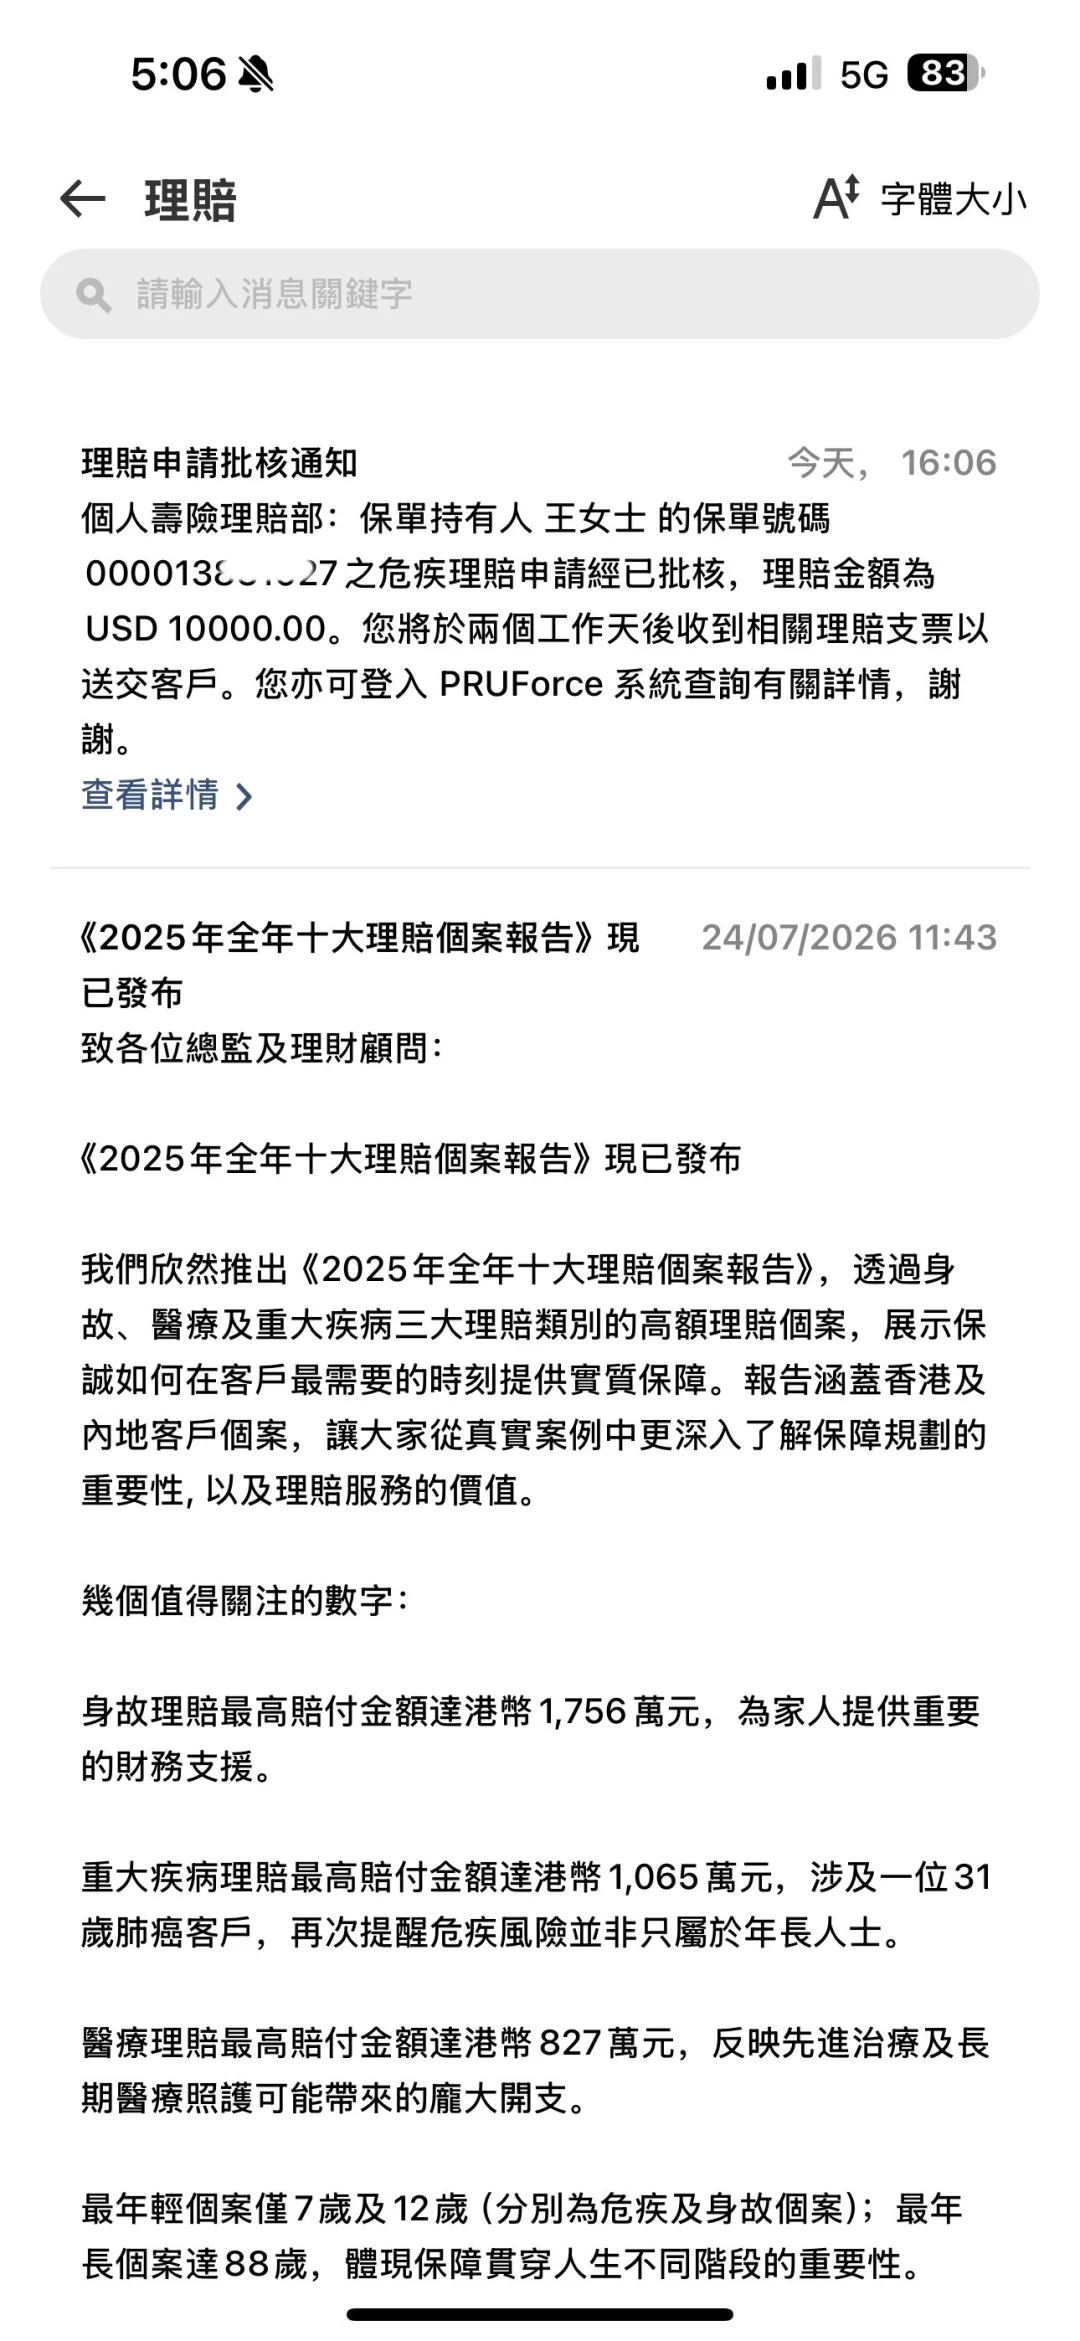 5:06
5G
83
理賠
字體大小
請輸入消息關鍵字
理賠申請批核通知
今天， 16:06
個人壽險理賠部：保單持有人 王女士 的保單號碼
之危疾理賠申請經已批核，理賠金額為
USD 10000.00。您將於兩個工作天後收到相關理賠支票以
送交客戶。您亦可登入 PRUForce 系統查詢有關詳情，謝
謝。
查看詳情
《2025年全年十大理賠個案報告》現
24/07/2026 11:43
已發布
致各位總監及理財顧問：
《2025年全年十大理賠個案報告》現已發布
我們欣然推出《2025年全年十大理賠個案報告》，透過身
故、醫療及重大疾病三大理賠類別的高額理賠個案，展示保
誠如何在客戶最需要的時刻提供實質保障。報告涵蓋香港及
內地客戶個案，讓大家從真實案例中更深入了解保障規劃的
重要性, 以及理賠服務的價值。
幾個值得關注的數字：
身故理賠最高賠付金額達港幣1,756萬元，為家人提供重要
的財務支援。
重大疾病理賠最高賠付金額達港幣1,065萬元，涉及一位31
歲肺癌客戶，再次提醒危疾風險並非只屬於年長人士。
醫療理賠最高賠付金額達港幣827萬元，反映先進治療及長
期醫療照護可能帶來的龐大開支。
最年輕個案僅7歲及12歲（分別為危疾及身故個案）；最年
長個案達88歲，體現保障貫穿人生不同階段的重要性。